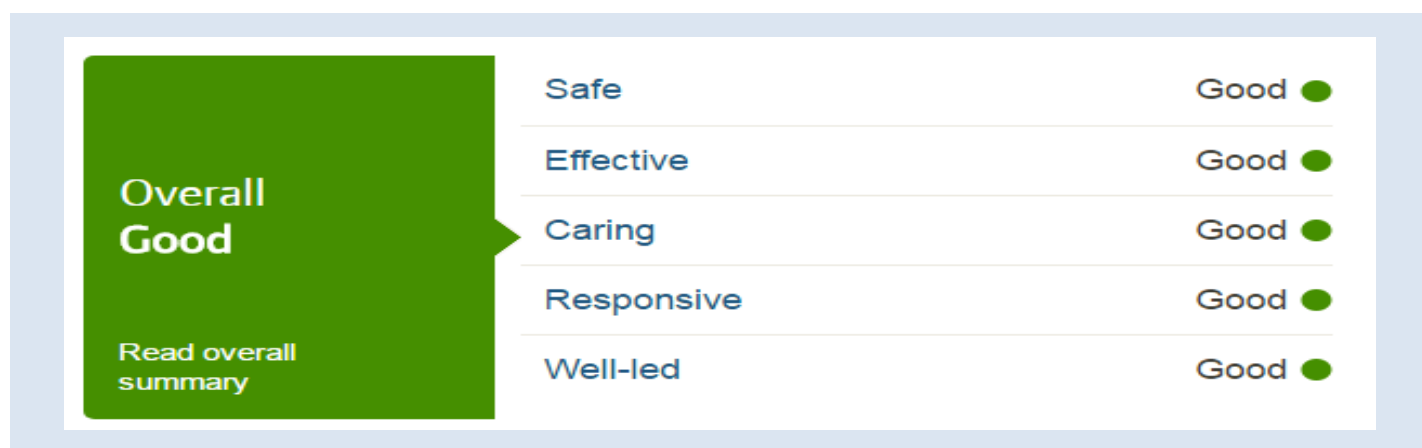 Overall
Good
Read overall
summary
Safe Good
Effective Good
Caring Good
Responsive Good
Well-led Good